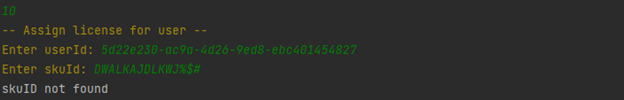 10
-- Assign license for user --
Enter userId: 5d22e230-ac9a-4d26-9ed8-ebc401454827
Enter skuId: DWALKAJDLKWJ%$#
skuID not found